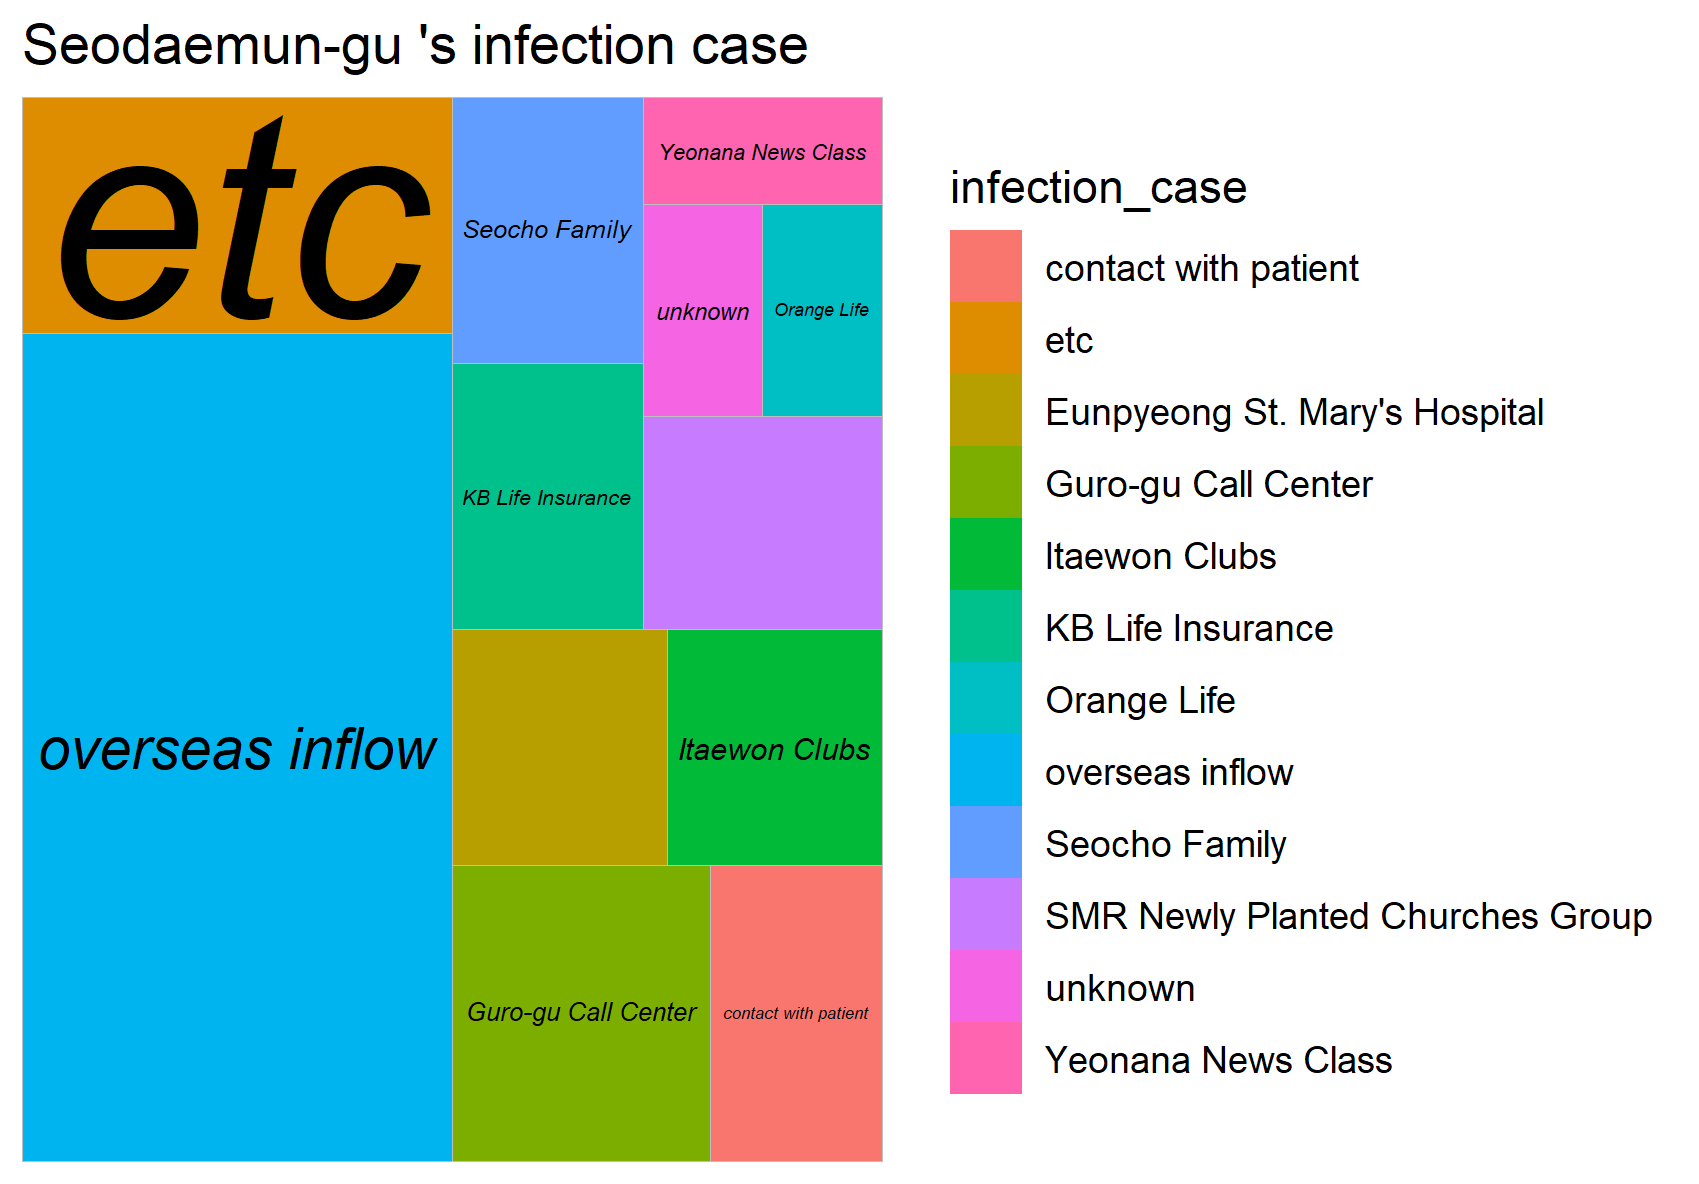 Seodaemun-gu 's infection case
etc
overseas inflow
Seocho Family
KB Life Insurance
Yeonana News Class
unknown
Orange Life
Itaewon Clubs
Guro-gu Call Center
contact with patient
infection_case
contact with patient
etc
Eunpyeong St. Mary's Hospital
Guro-gu Call Center
Itaewon Clubs
KB Life Insurance
Orange Life
overseas inflow
Seocho Family
SMR Newly Planted Churches Group
unknown
Yeonana News Class